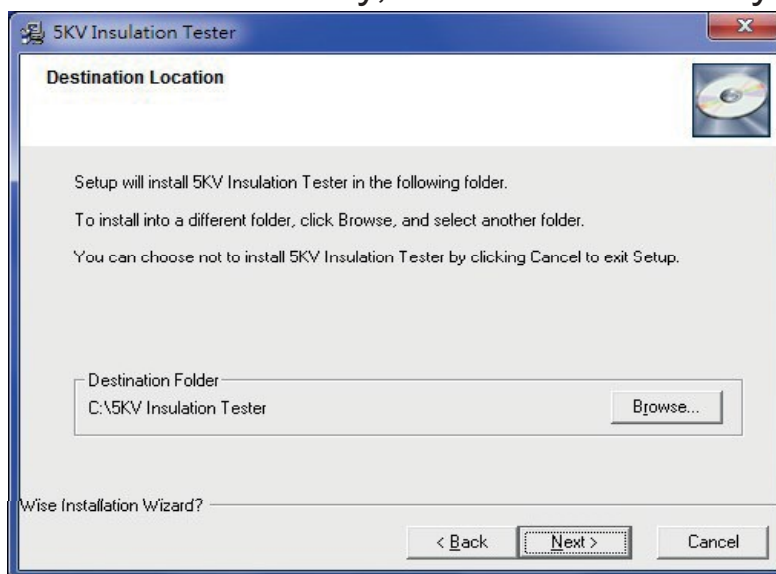 5KV Insulation Tester
Destination Location
Setup will install 5KV Insulation Tester in the following folder.
To install into a different folder, click Browse, and select another folder.
You can choose not to install 5KV Insulation Tester by clicking Cancel to exit Setup.
Destination Folder
C:\5KV Insulation Tester
Browse...
Wise Installation Wizard?
< Back
Next >
Cancel